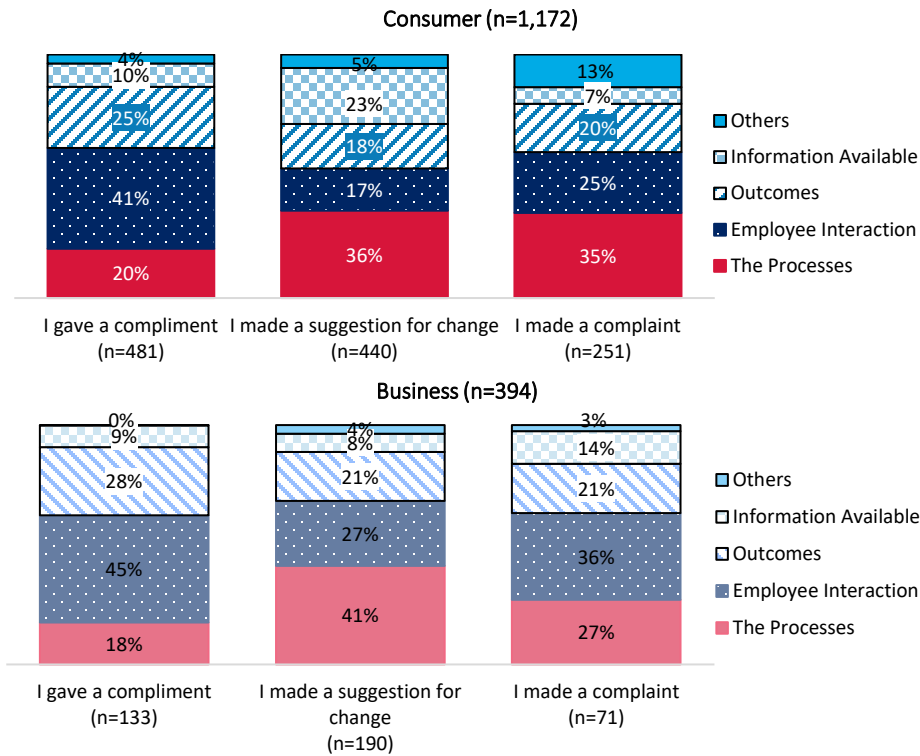 Consumer (n=1,172)
4%
10%
25%
41%
20%
5%
23%
18%
17%
36%
13%
7%
20%
25%
35%
Others
Information Available
Outcomes
Employee Interaction
The Processes
I gave a compliment
(n=481)
I made a suggestion for change
(n=440)
I made a complaint
(n=251)
Business (n=394)
0%
9%
28%
45%
18%
4%
8%
21%
27%
41%
3%
14%
21%
36%
27%
Others
Information Available
Outcomes
Employee Interaction
The Processes
I gave a compliment
(n=133)
I made a suggestion for
change
(n=190)
I made a complaint
(n=71)